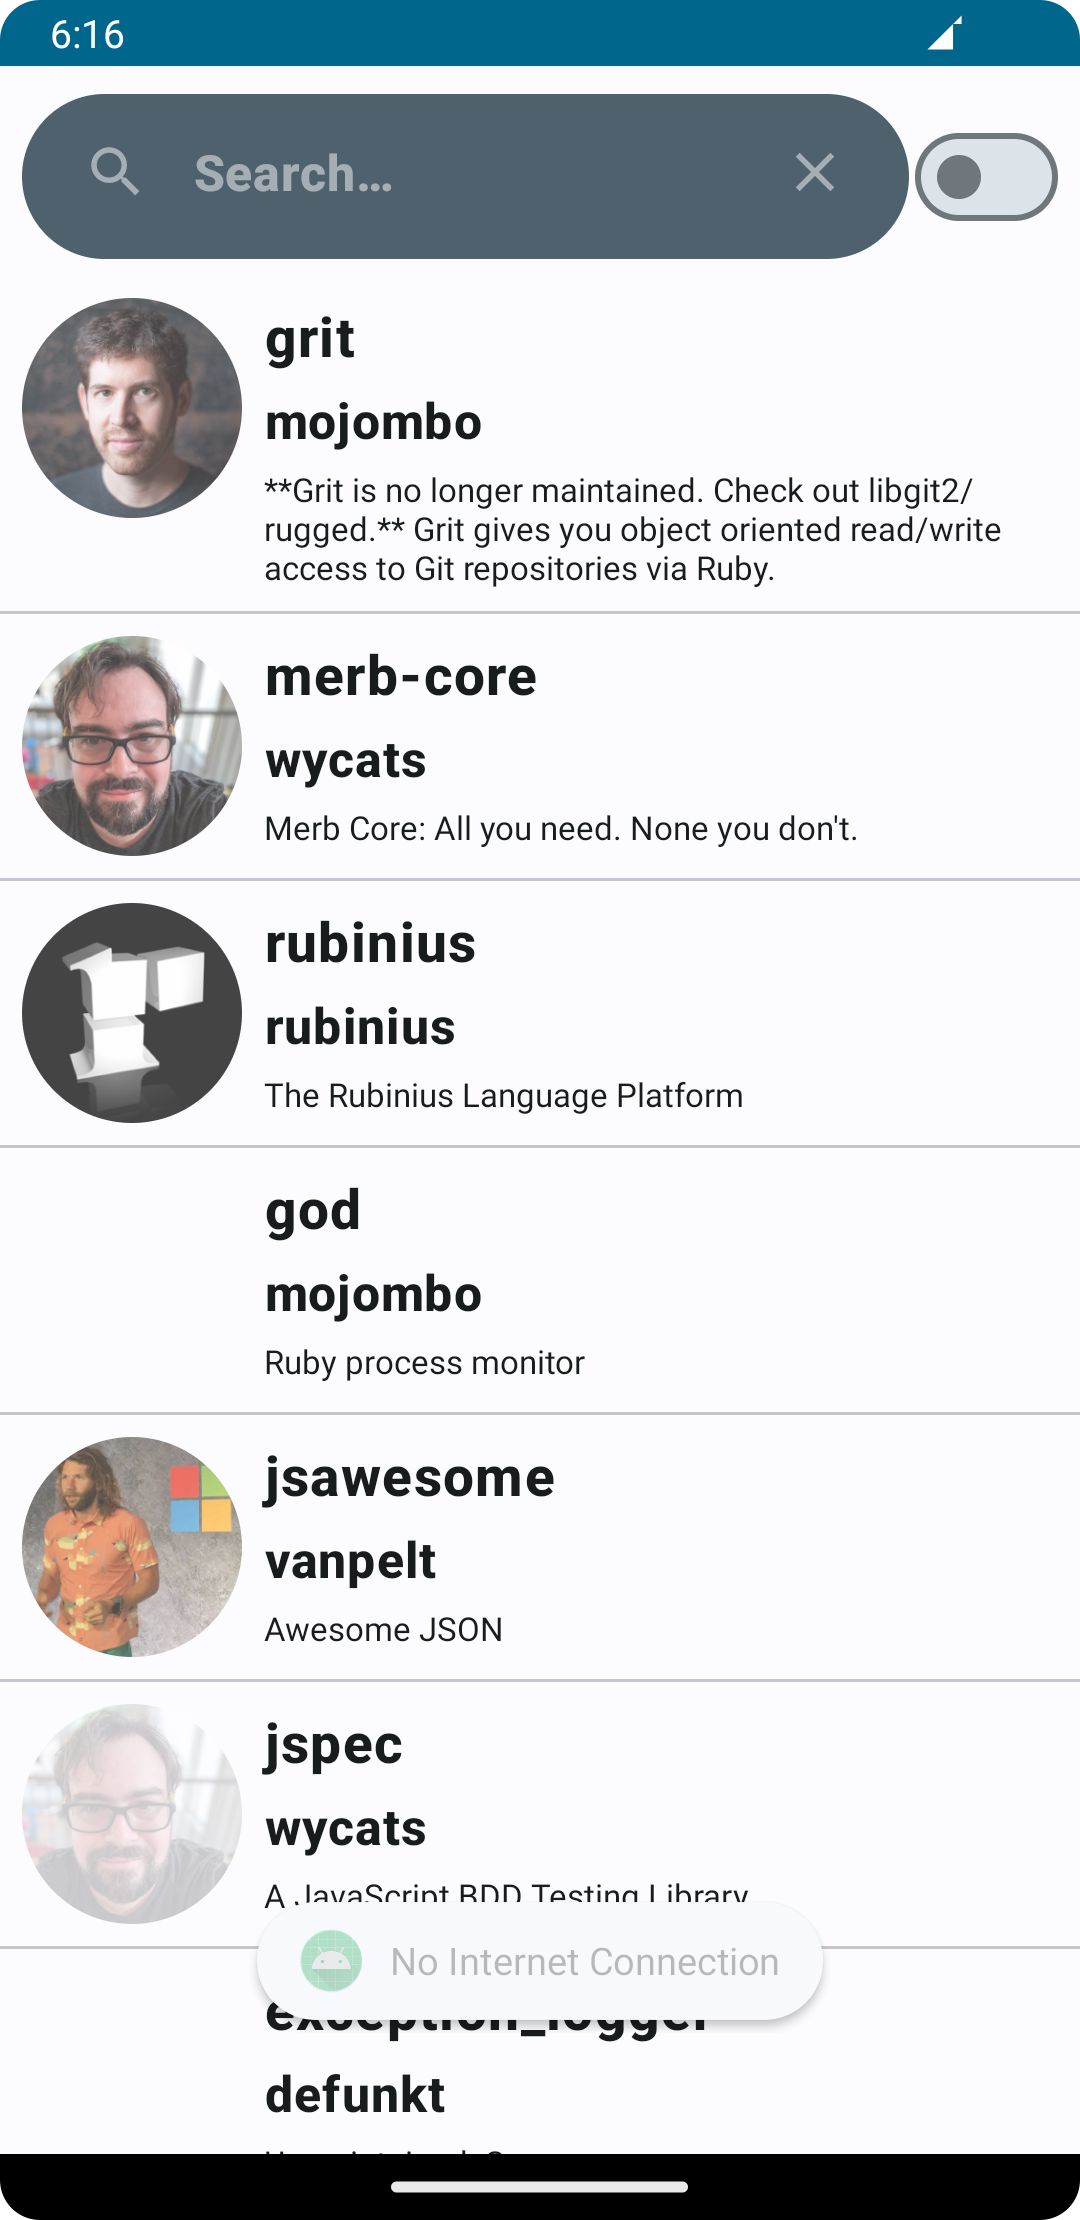 6:16
Search...
grit
mojombo
**Grit is no longer maintained. Check out libgit2/
rugged.** Grit gives you object oriented read/write
access to Git repositories via Ruby.
merb-core
wycats
Merb Core: All you need. None you don't.
rubinius
rubinius
The Rubinius Language Platform
god
mojombo
Ruby process monitor
jsawesome
vanpelt
Awesome JSON
jspec
wycats
A JavaScript BDD Testing Library
No Internet Connection
exception_logger
defunkt